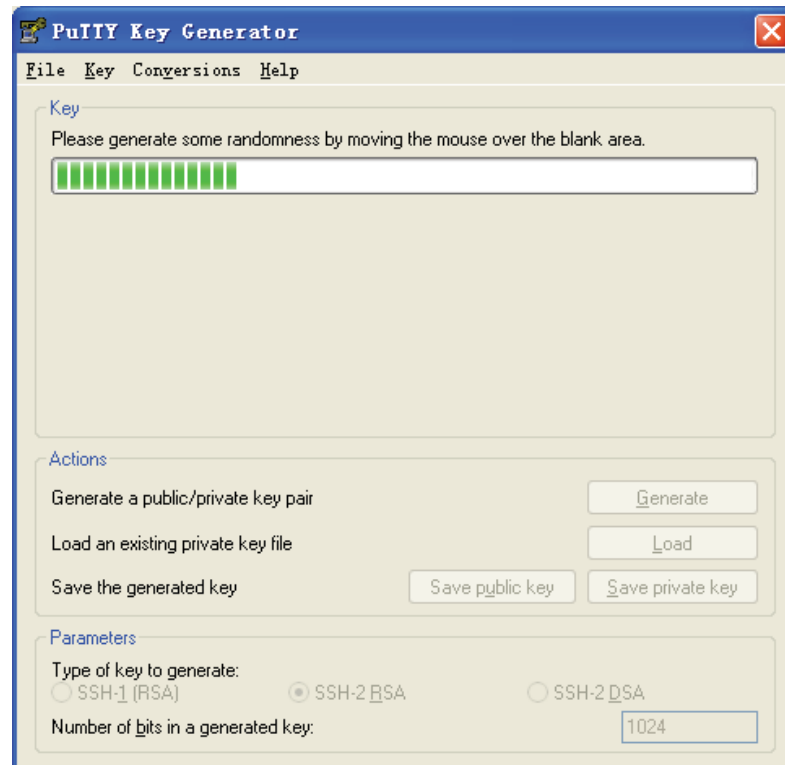 PuTTY Key Generator
File Key Conversions Help
Key
Please generate some randomness by moving the mouse over the blank area.
Actions
Generate a public/private key pair Generate
Load an existing private key file Load
Save the generated key Save public key Save private key
Parameters
Type of key to generate:
SSH-1 (RSA) SSH-2 RSA SSH-2 DSA
Number of bits in a generated key: 1024